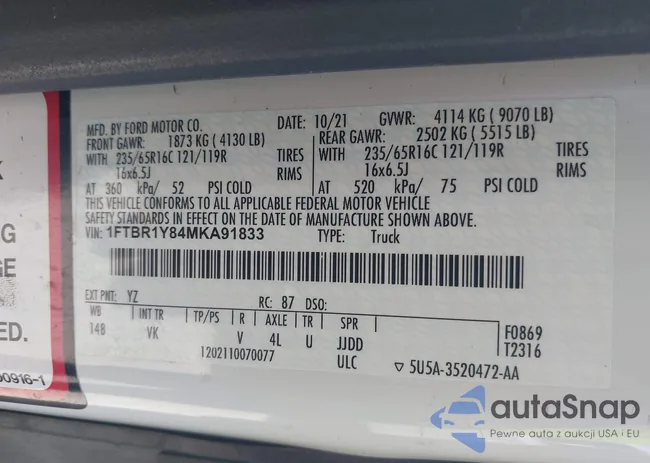 MFD. BY FORD MOTOR CO. DATE: 10/21 GVWR: 4114 KG ( 9070 LB)
FRONT GAWR: 1873 KG ( 4130 LB) REAR GAWR: 2502 KG ( 5515 LB)
WITH 235/65R16C 121/119R TIRES WITH 235/65R16C 121/119R TIRES
16x6.5J RIMS 16x6.5J RIMS
AT 360 kPa/ 52 PSI COLD AT 520 kPa/ 75 PSI COLD
THIS VEHICLE CONFORMS TO ALL APPLICABLE FEDERAL MOTOR VEHICLE
SAFETY STANDARDS IN EFFECT ON THE DATE OF MANUFACTURE SHOWN ABOVE.
VIN: 1FTBR1Y84MKA91833 TYPE: Truck
EXT PNT: YZ RC: 87 DSO:
WB INT TR TP/PS R AXLE TR SPR F0869
148 VK V 4L U JJDD T2316
1202110070077 ULC ▽ 5U5A-3520472-AA
K
G
GE
ED.
00916-1
autaSnap
Pewne auta z aukcji USA i EU